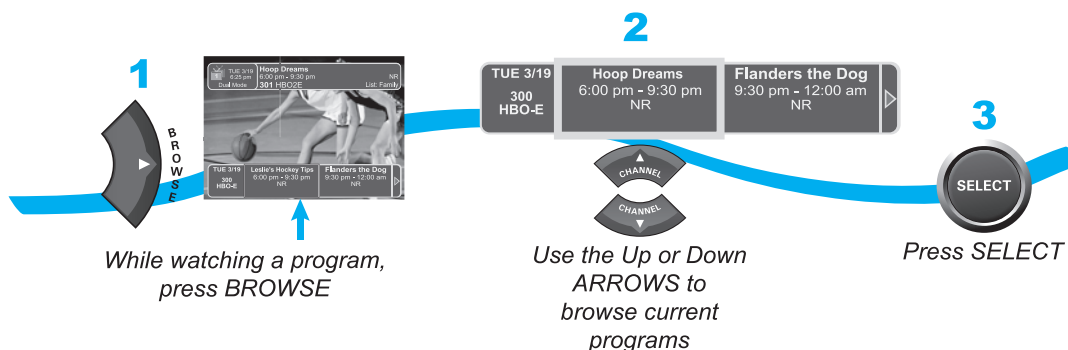 1
BROWSE
1
TUE 3/19
6:25 pm
Dual Mode
Hoop Dreams
6:00 pm - 9:30 pm
NR
301 HBO2E
List: Family
TUE 3/19
300
HBO-E
Leslie's Hockey Tips
6:00 pm - 9:30 pm
NR
Flanders the Dog
9:30 pm - 12:00 am
NR
While watching a program,
press BROWSE
2
TUE 3/19
300
HBO-E
Hoop Dreams
6:00 pm - 9:30 pm
NR
Flanders the Dog
9:30 pm - 12:00 am
NR
CHANNEL
CHANNEL
Use the Up or Down
ARROWS to
browse current
programs
3
SELECT
Press SELECT